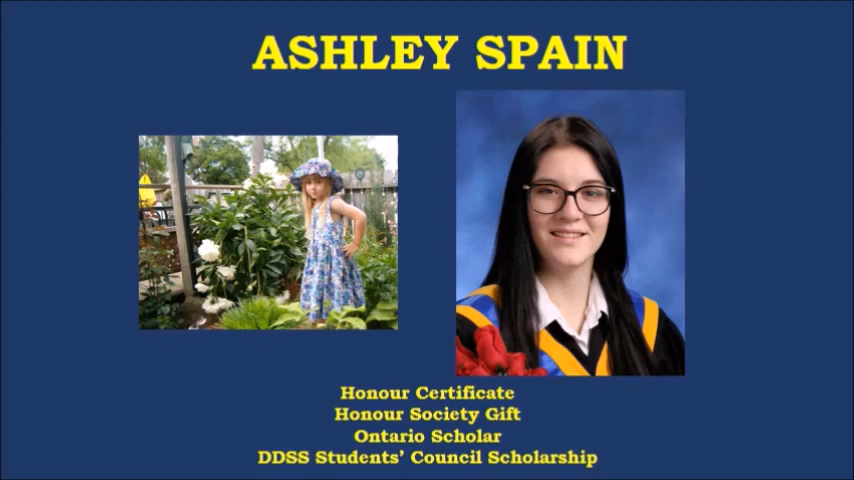 ASHLEY SPAIN
Honour Certificate
Honour Society Gift
Ontario Scholar
DDSS Students’ Council Scholarship